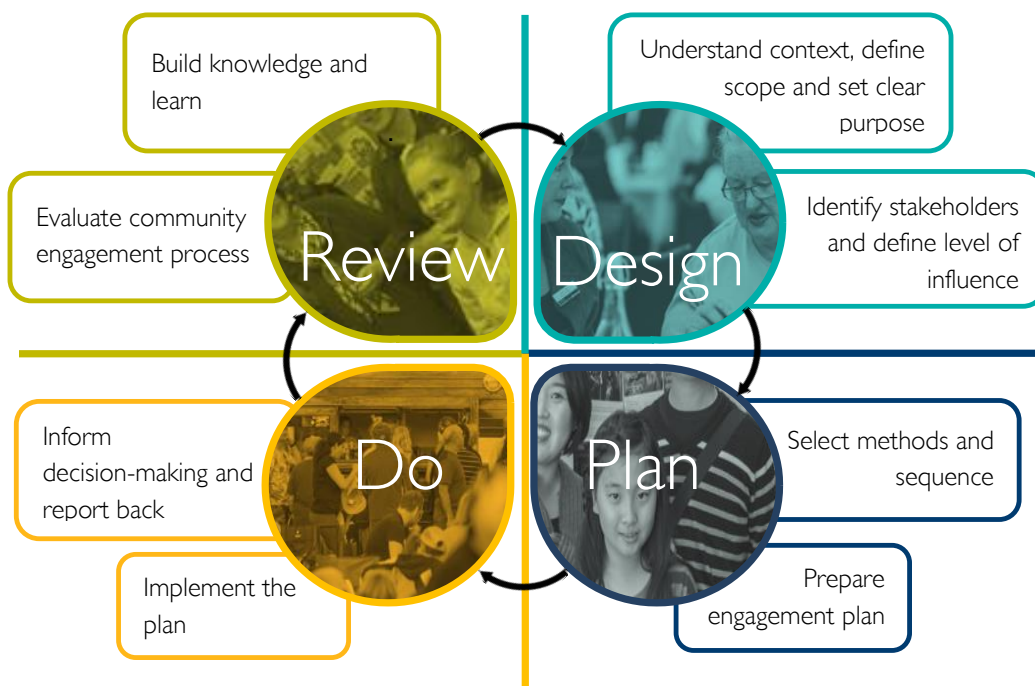 Build knowledge and
learn
Evaluate community
engagement process
Review
Understand context, define
scope and set clear
purpose
Identify stakeholders
and define level of
influence
Design
Inform
decision-making and
report back
Implement the
plan
Do
Select methods and
sequence
Prepare
engagement plan
Plan